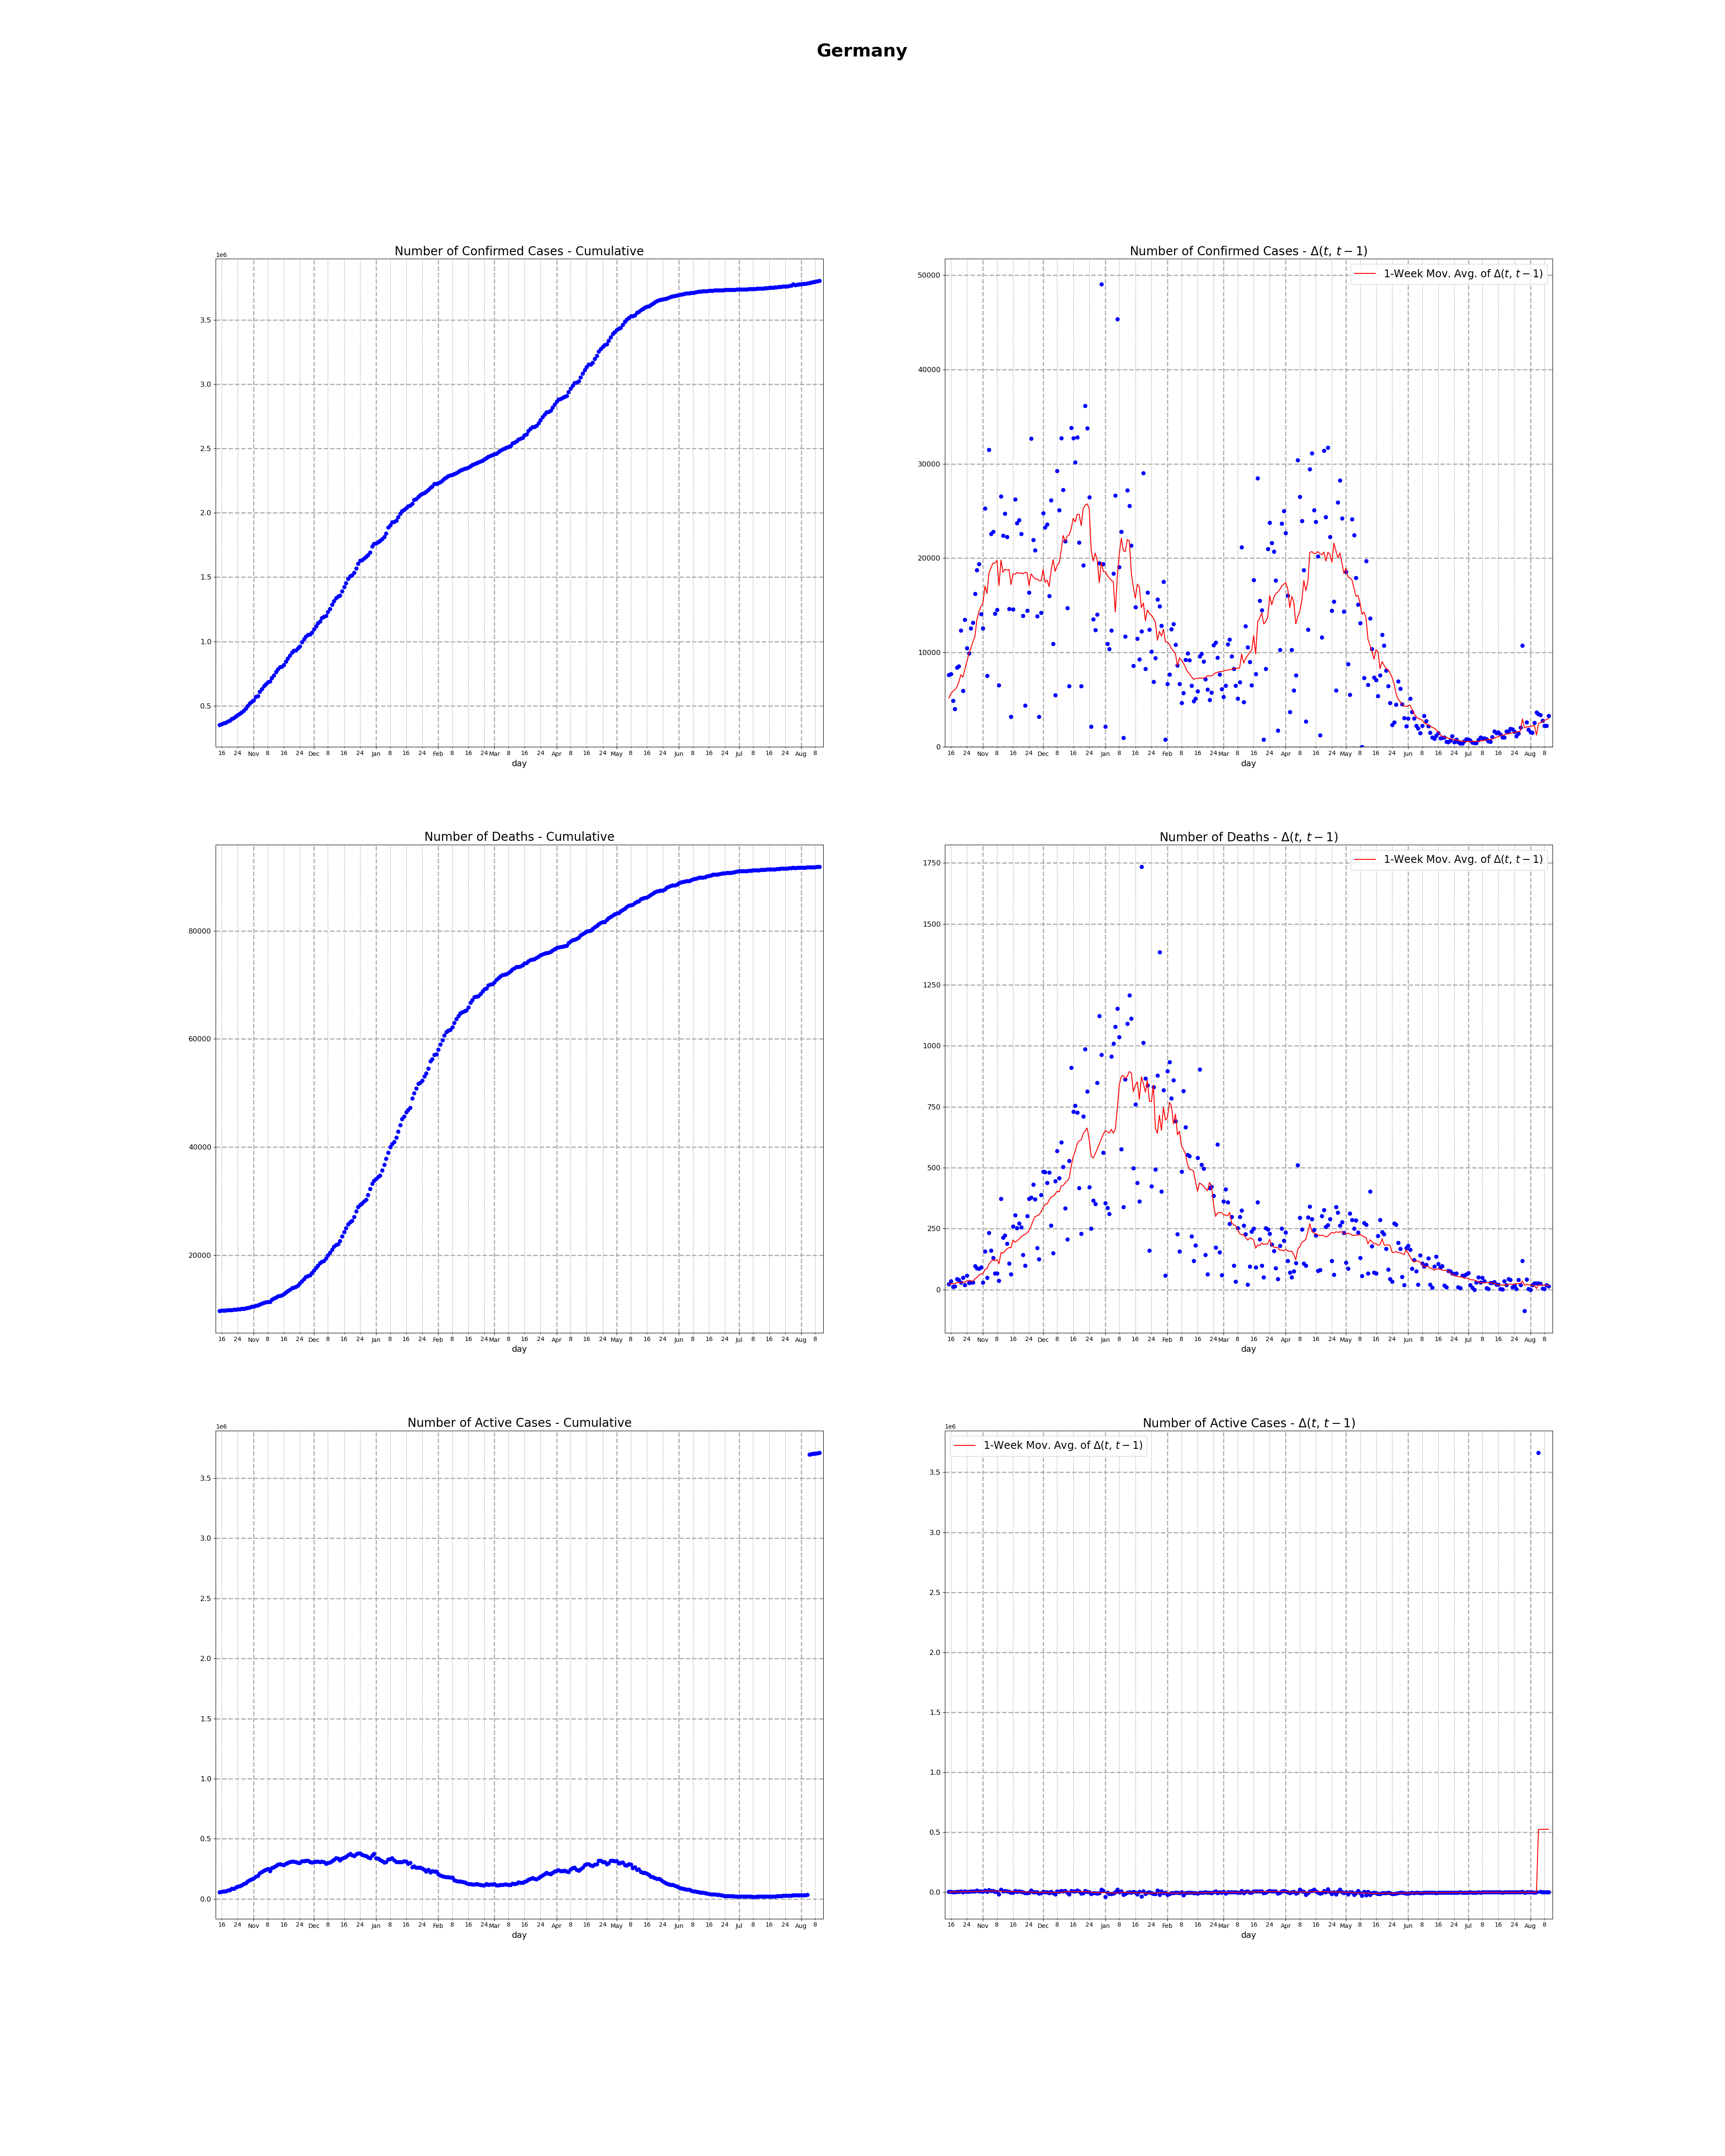 Germany
Number of Confirmed Cases - Cumulative
1e6
3.5
3.0
2.5
2.0
1.5
1.0
0.5
16 24 Nov 8 16 24 Dec 8 16 24 Jan 8 16 24 Feb 8 16 24 Mar 8 16 24 Apr 8 16 24 May 8 16 24 Jun 8 16 24 Jul 8 16 24 Aug 8
day
Number of Confirmed Cases - Δ(t, t − 1)
1-Week Mov. Avg. of Δ(t, t − 1)
50000
40000
30000
20000
10000
0
16 24 Nov 8 16 24 Dec 8 16 24 Jan 8 16 24 Feb 8 16 24 Mar 8 16 24 Apr 8 16 24 May 8 16 24 Jun 8 16 24 Jul 8 16 24 Aug 8
day
Number of Deaths - Cumulative
80000
60000
40000
20000
16 24 Nov 8 16 24 Dec 8 16 24 Jan 8 16 24 Feb 8 16 24 Mar 8 16 24 Apr 8 16 24 May 8 16 24 Jun 8 16 24 Jul 8 16 24 Aug 8
day
Number of Deaths - Δ(t, t − 1)
1-Week Mov. Avg. of Δ(t, t − 1)
1750
1500
1250
1000
750
500
250
0
16 24 Nov 8 16 24 Dec 8 16 24 Jan 8 16 24 Feb 8 16 24 Mar 8 16 24 Apr 8 16 24 May 8 16 24 Jun 8 16 24 Jul 8 16 24 Aug 8
day
Number of Active Cases - Cumulative
1e6
3.5
3.0
2.5
2.0
1.5
1.0
0.5
0.0
16 24 Nov 8 16 24 Dec 8 16 24 Jan 8 16 24 Feb 8 16 24 Mar 8 16 24 Apr 8 16 24 May 8 16 24 Jun 8 16 24 Jul 8 16 24 Aug 8
day
Number of Active Cases - Δ(t, t − 1)
1e6
1-Week Mov. Avg. of Δ(t, t − 1)
3.5
3.0
2.5
2.0
1.5
1.0
0.5
0.0
16 24 Nov 8 16 24 Dec 8 16 24 Jan 8 16 24 Feb 8 16 24 Mar 8 16 24 Apr 8 16 24 May 8 16 24 Jun 8 16 24 Jul 8 16 24 Aug 8
day